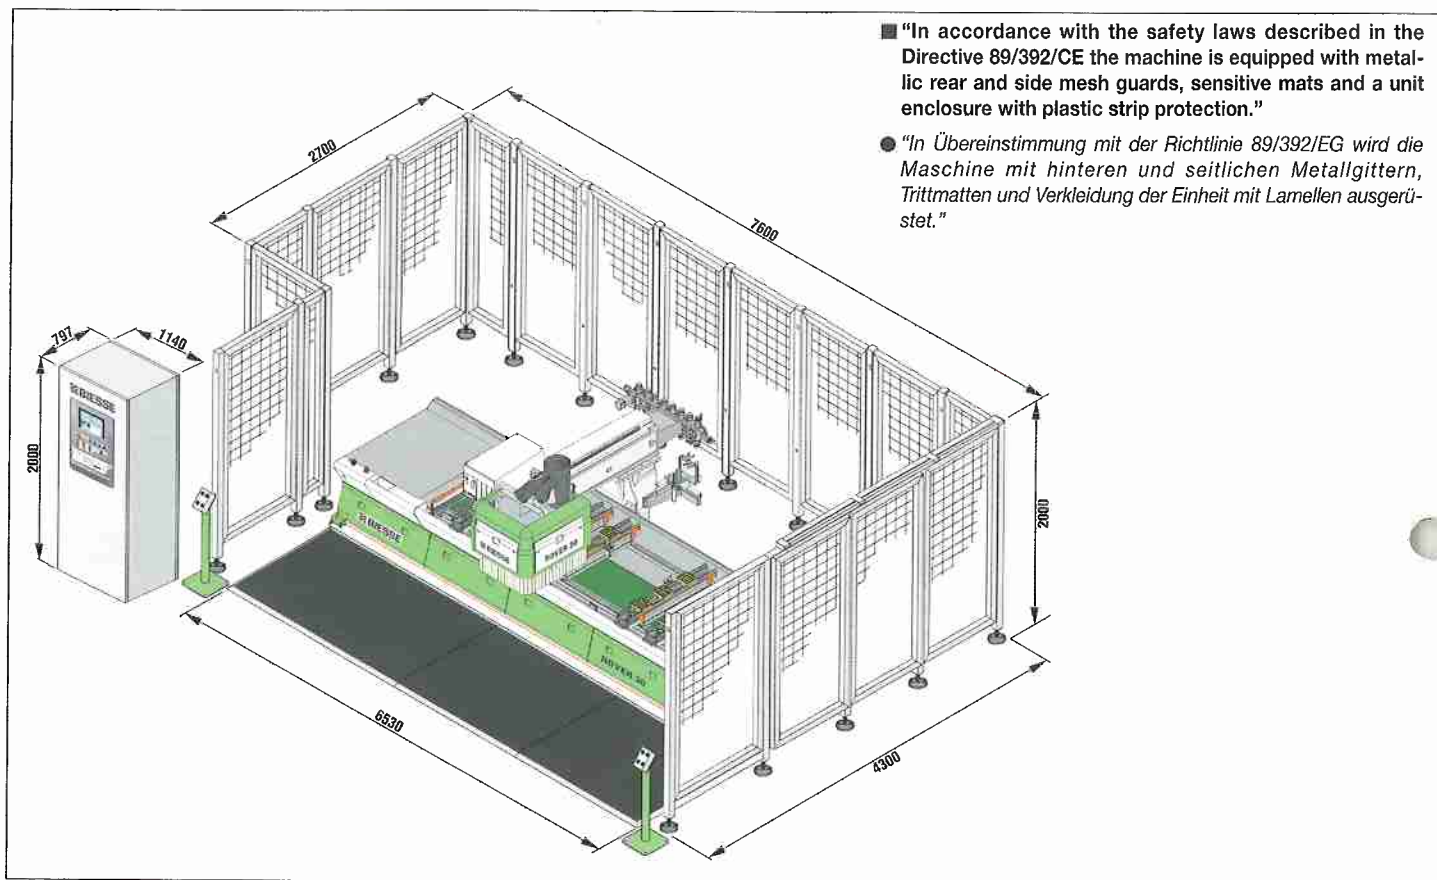 "In accordance with the safety laws described in the
Directive 89/392/CE the machine is equipped with metal-
lic rear and side mesh guards, sensitive mats and a unit
enclosure with plastic strip protection."
"In Übereinstimmung mit der Richtlinie 89/392/EG wird die
Maschine mit hinteren und seitlichen Metallgittern,
Trittmatten und Verkleidung der Einheit mit Lamellen ausgerü-
stet."
2700
7600
797
1140
2000
BIESSE
2000
BIESSE
BIESSE
ROVER 30
ROVER 30
6530
4300